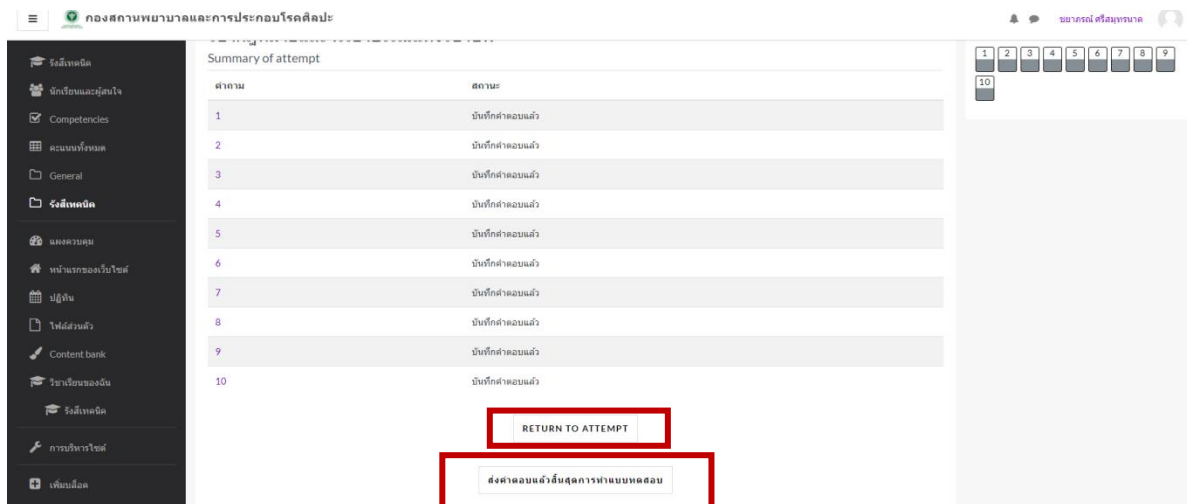 กองสถานพยาบาลและการประกอบโรคศิลปะ
ชยาภรณ์ ศรีสมุทรนาค
รังสีเทคนิค
นักเรียนและผู้สนใจ
Competencies
คะแนนทั้งหมด
General
รังสีเทคนิค
แผงควบคุม
หน้าแรกของเว็บไซต์
ปฏิทิน
ไฟล์ส่วนตัว
Content bank
วิชาเรียนของฉัน
รังสีเทคนิค
การบริหารไซต์
เพิ่มบล็อค
Summary of attempt
คำถาม สถานะ
1 บันทึกคำตอบแล้ว
2 บันทึกคำตอบแล้ว
3 บันทึกคำตอบแล้ว
4 บันทึกคำตอบแล้ว
5 บันทึกคำตอบแล้ว
6 บันทึกคำตอบแล้ว
7 บันทึกคำตอบแล้ว
8 บันทึกคำตอบแล้ว
9 บันทึกคำตอบแล้ว
10 บันทึกคำตอบแล้ว
RETURN TO ATTEMPT
ส่งคำตอบแล้วสิ้นสุดการทำแบบทดสอบ
1 2 3 4 5 6 7 8 9
10